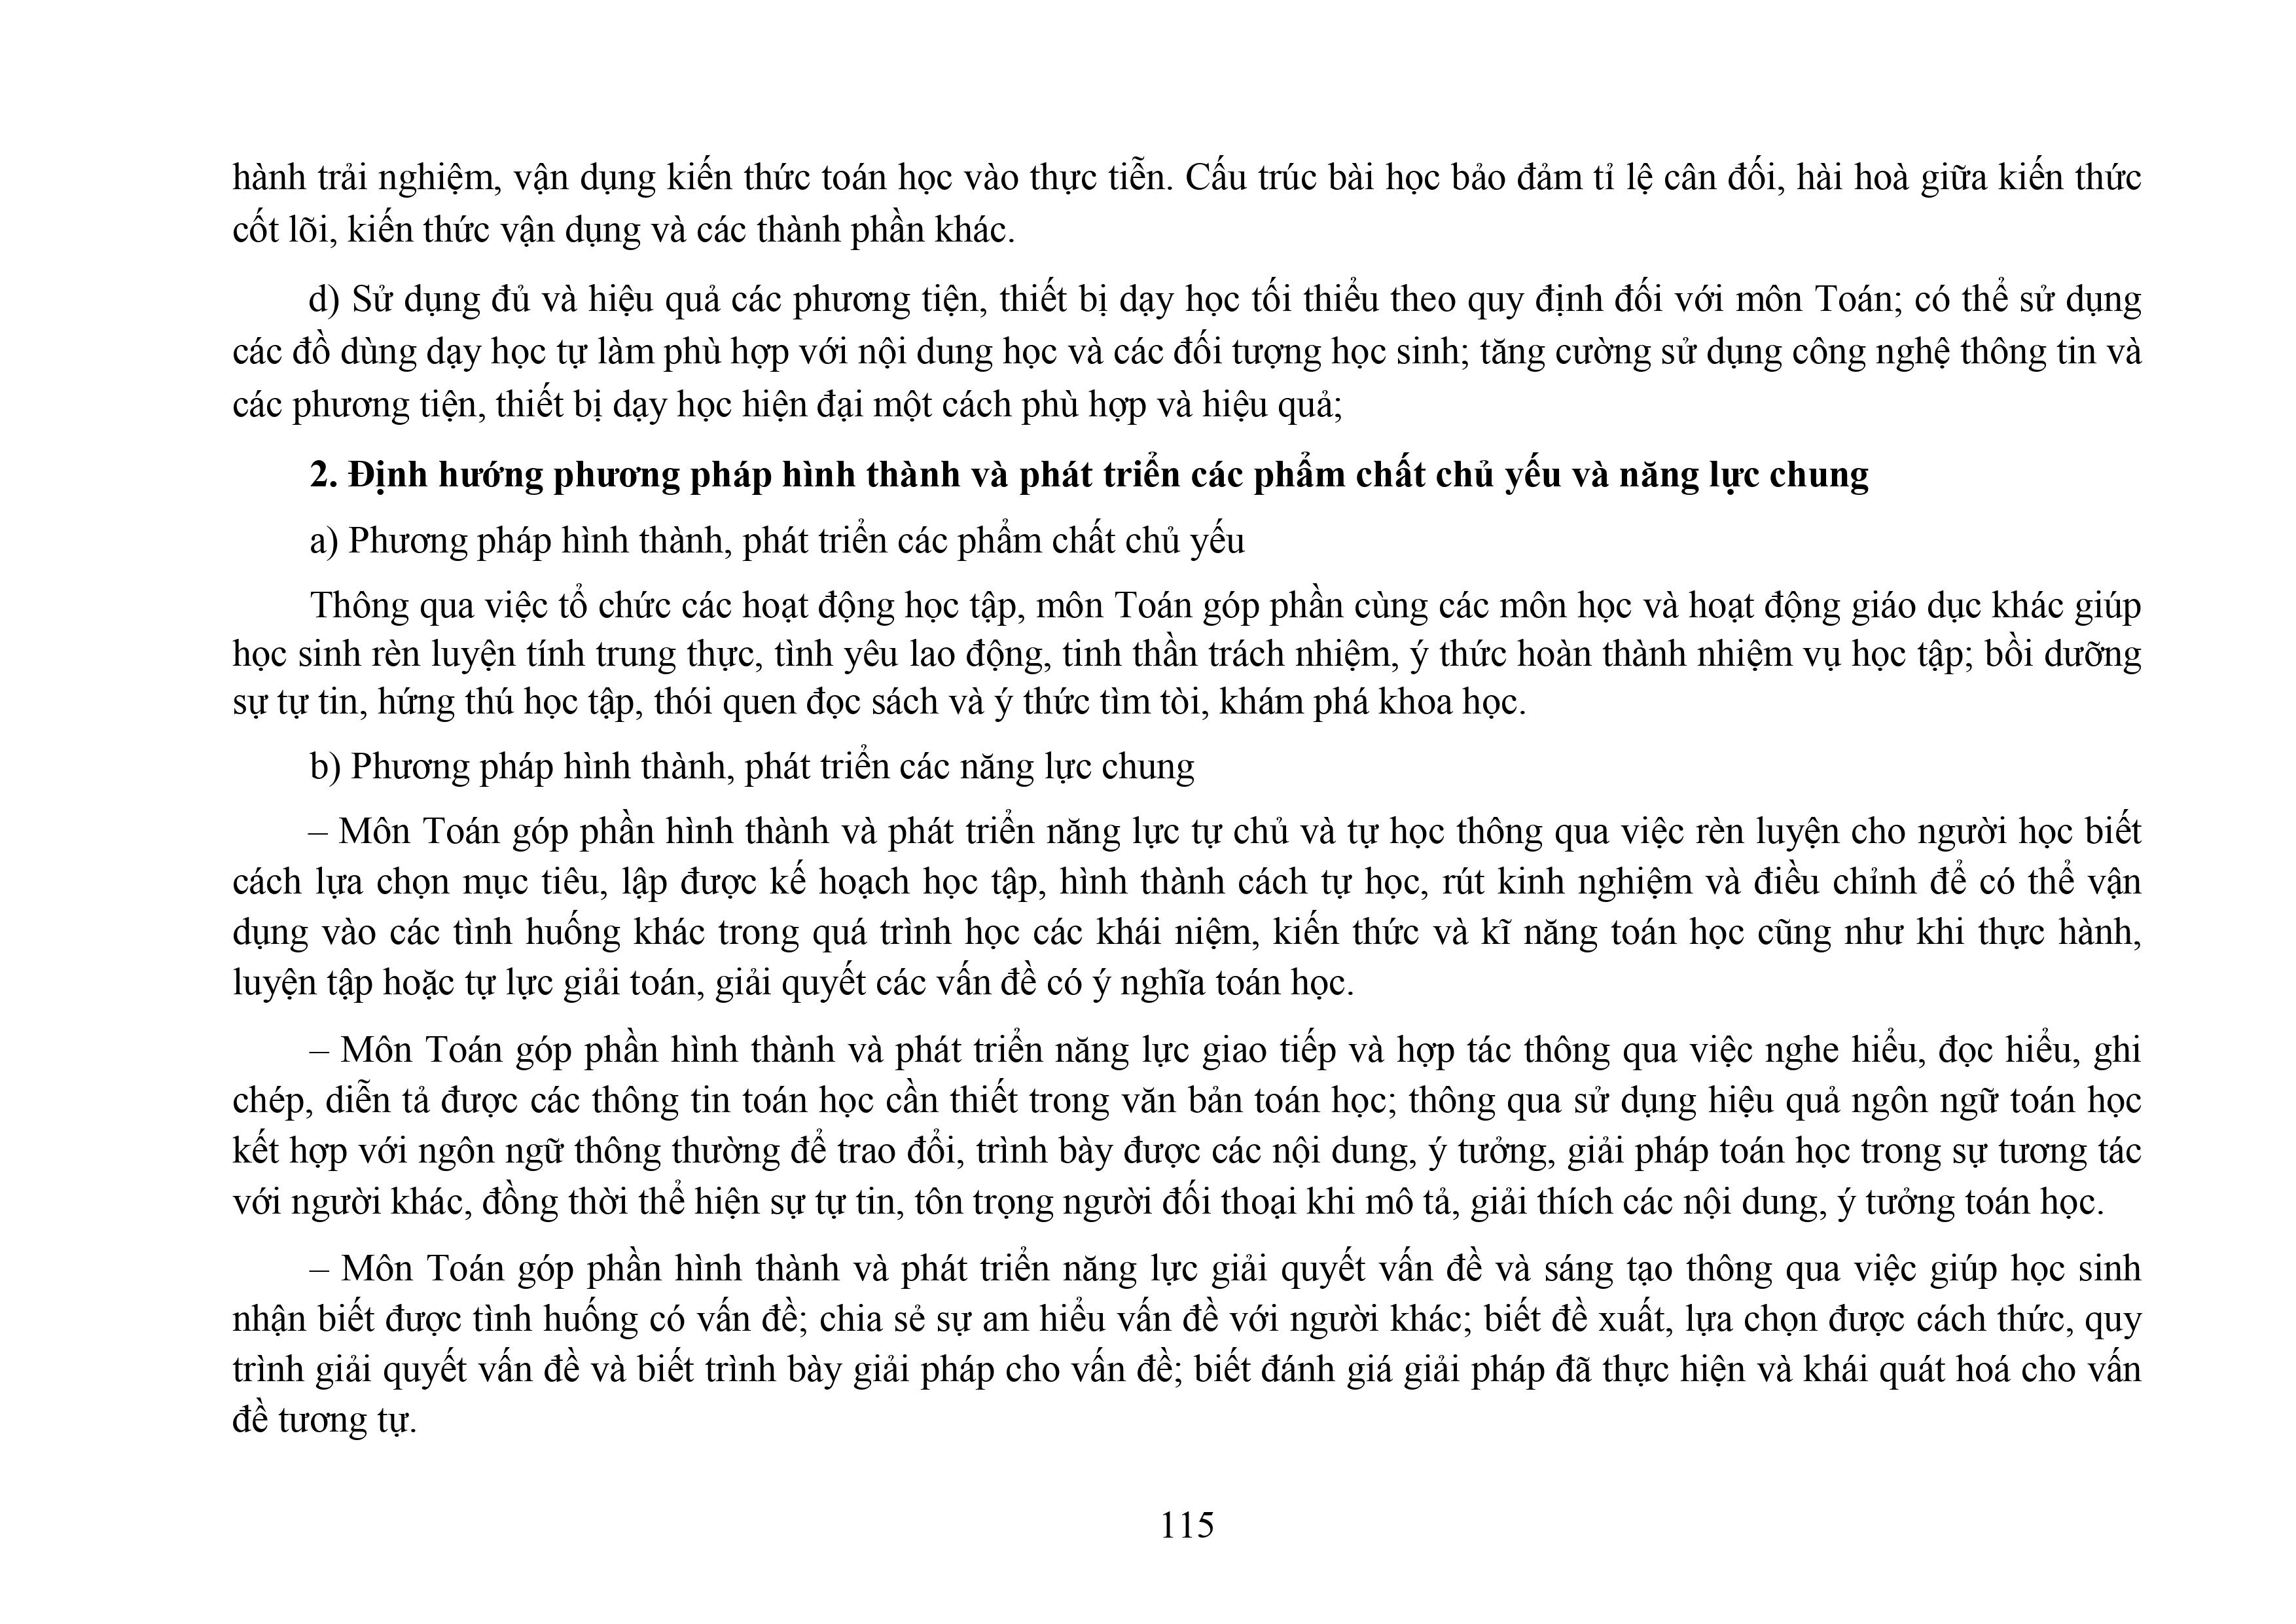 hành trải nghiệm, vận dụng kiến thức toán học vào thực tiễn. Cấu trúc bài học bảo đảm tỉ lệ cân đối, hài hoà giữa kiến thức
cốt lõi, kiến thức vận dụng và các thành phần khác.
d) Sử dụng đủ và hiệu quả các phương tiện, thiết bị dạy học tối thiểu theo quy định đối với môn Toán; có thể sử dụng
các đồ dùng dạy học tự làm phù hợp với nội dung học và các đối tượng học sinh; tăng cường sử dụng công nghệ thông tin và
các phương tiện, thiết bị dạy học hiện đại một cách phù hợp và hiệu quả;
2. Định hướng phương pháp hình thành và phát triển các phẩm chất chủ yếu và năng lực chung
a) Phương pháp hình thành, phát triển các phẩm chất chủ yếu
Thông qua việc tổ chức các hoạt động học tập, môn Toán góp phần cùng các môn học và hoạt động giáo dục khác giúp
học sinh rèn luyện tính trung thực, tình yêu lao động, tinh thần trách nhiệm, ý thức hoàn thành nhiệm vụ học tập; bồi dưỡng
sự tự tin, hứng thú học tập, thói quen đọc sách và ý thức tìm tòi, khám phá khoa học.
b) Phương pháp hình thành, phát triển các năng lực chung
– Môn Toán góp phần hình thành và phát triển năng lực tự chủ và tự học thông qua việc rèn luyện cho người học biết
cách lựa chọn mục tiêu, lập được kế hoạch học tập, hình thành cách tự học, rút kinh nghiệm và điều chỉnh để có thể vận
dụng vào các tình huống khác trong quá trình học các khái niệm, kiến thức và kĩ năng toán học cũng như khi thực hành,
luyện tập hoặc tự lực giải toán, giải quyết các vấn đề có ý nghĩa toán học.
– Môn Toán góp phần hình thành và phát triển năng lực giao tiếp và hợp tác thông qua việc nghe hiểu, đọc hiểu, ghi
chép, diễn tả được các thông tin toán học cần thiết trong văn bản toán học; thông qua sử dụng hiệu quả ngôn ngữ toán học
kết hợp với ngôn ngữ thông thường để trao đổi, trình bày được các nội dung, ý tưởng, giải pháp toán học trong sự tương tác
với người khác, đồng thời thể hiện sự tự tin, tôn trọng người đối thoại khi mô tả, giải thích các nội dung, ý tưởng toán học.
– Môn Toán góp phần hình thành và phát triển năng lực giải quyết vấn đề và sáng tạo thông qua việc giúp học sinh
nhận biết được tình huống có vấn đề; chia sẻ sự am hiểu vấn đề với người khác; biết đề xuất, lựa chọn được cách thức, quy
trình giải quyết vấn đề và biết trình bày giải pháp cho vấn đề; biết đánh giá giải pháp đã thực hiện và khái quát hoá cho vấn
đề tương tự.
115